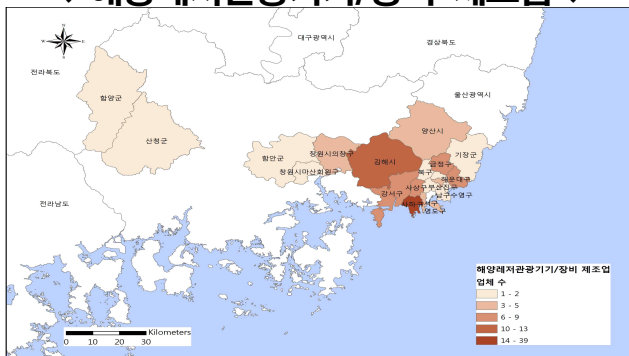 N
W
E
S
대구광역시
경상북도
전라북도
울산광역시
함양군
산청군
양산시
함안군
창원시의창구
김해시
금정구
기장군
창원시마산회원구
북구
해운대구
강서구
사상구
부산진구
남구
수영구
사하구
서구
영도구
전라남도
해양레저관광기기/장비 제조업
업체 수
1 - 2
3 - 5
6 - 9
10 - 13
14 - 39
Kilometers
0 10 20 30